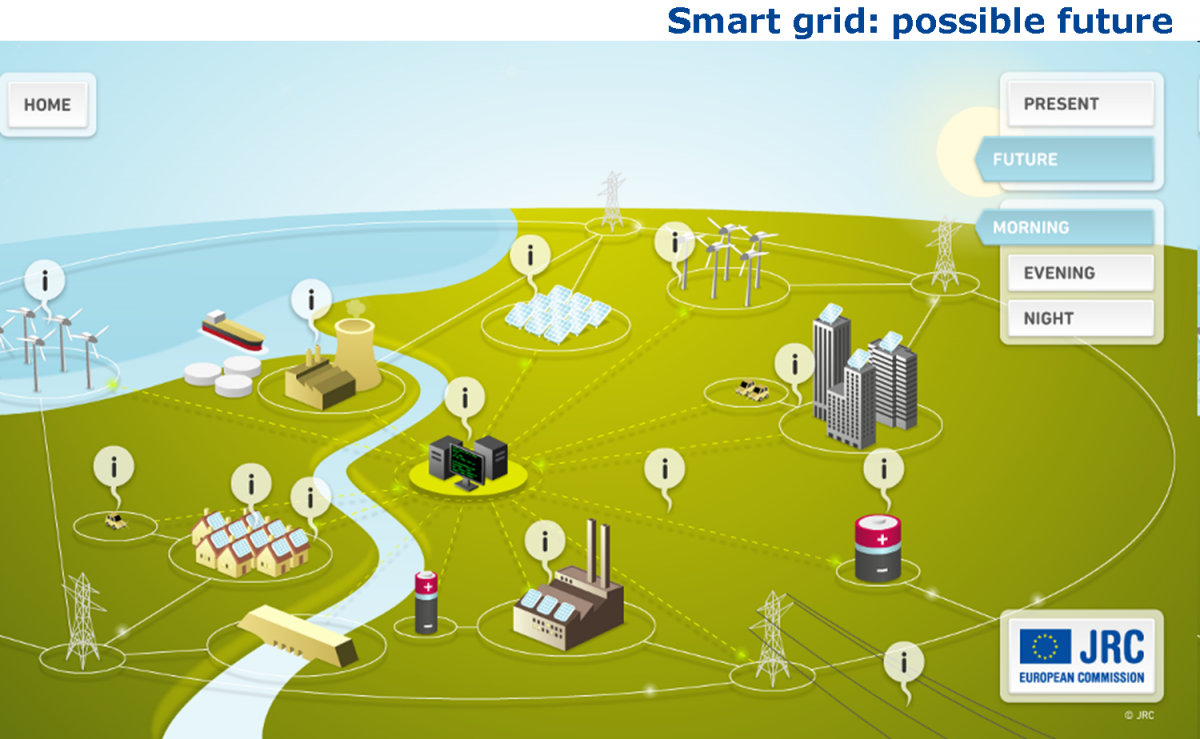 Smart grid: possible future
HOME
PRESENT
FUTURE
MORNING
EVENING
NIGHT
i
i
i
i
i
i
i
i
i
i
i
i
i
+
-
+
-
JRC
EUROPEAN COMMISSION
© JRC